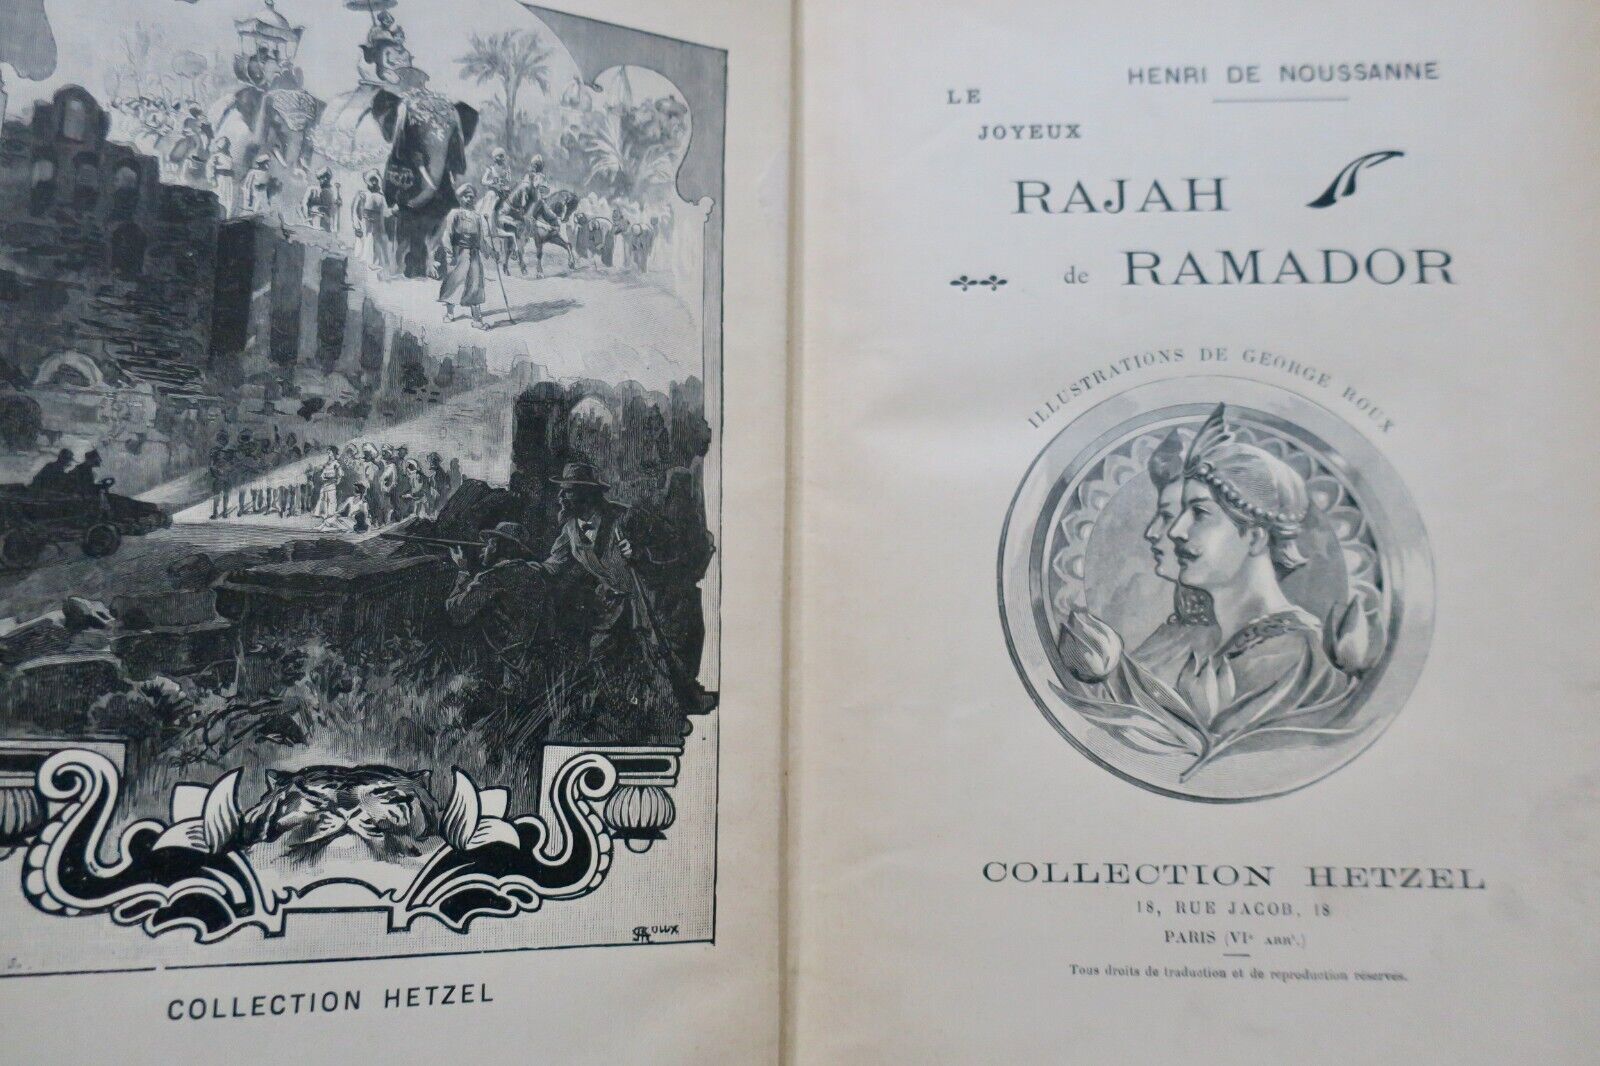 G ROUX
COLLECTION HETZEL
HENRI DE NOUSSANNE
LE
JOYEUX
RAJAH
de RAMADOR
ILLUSTRATIONS DE GEORGE ROUX
COLLECTION HETZEL
18, RUE JACOB, 18
PARIS (VIe ARRt.)
Tous droits de traduction et de reproduction réservés.